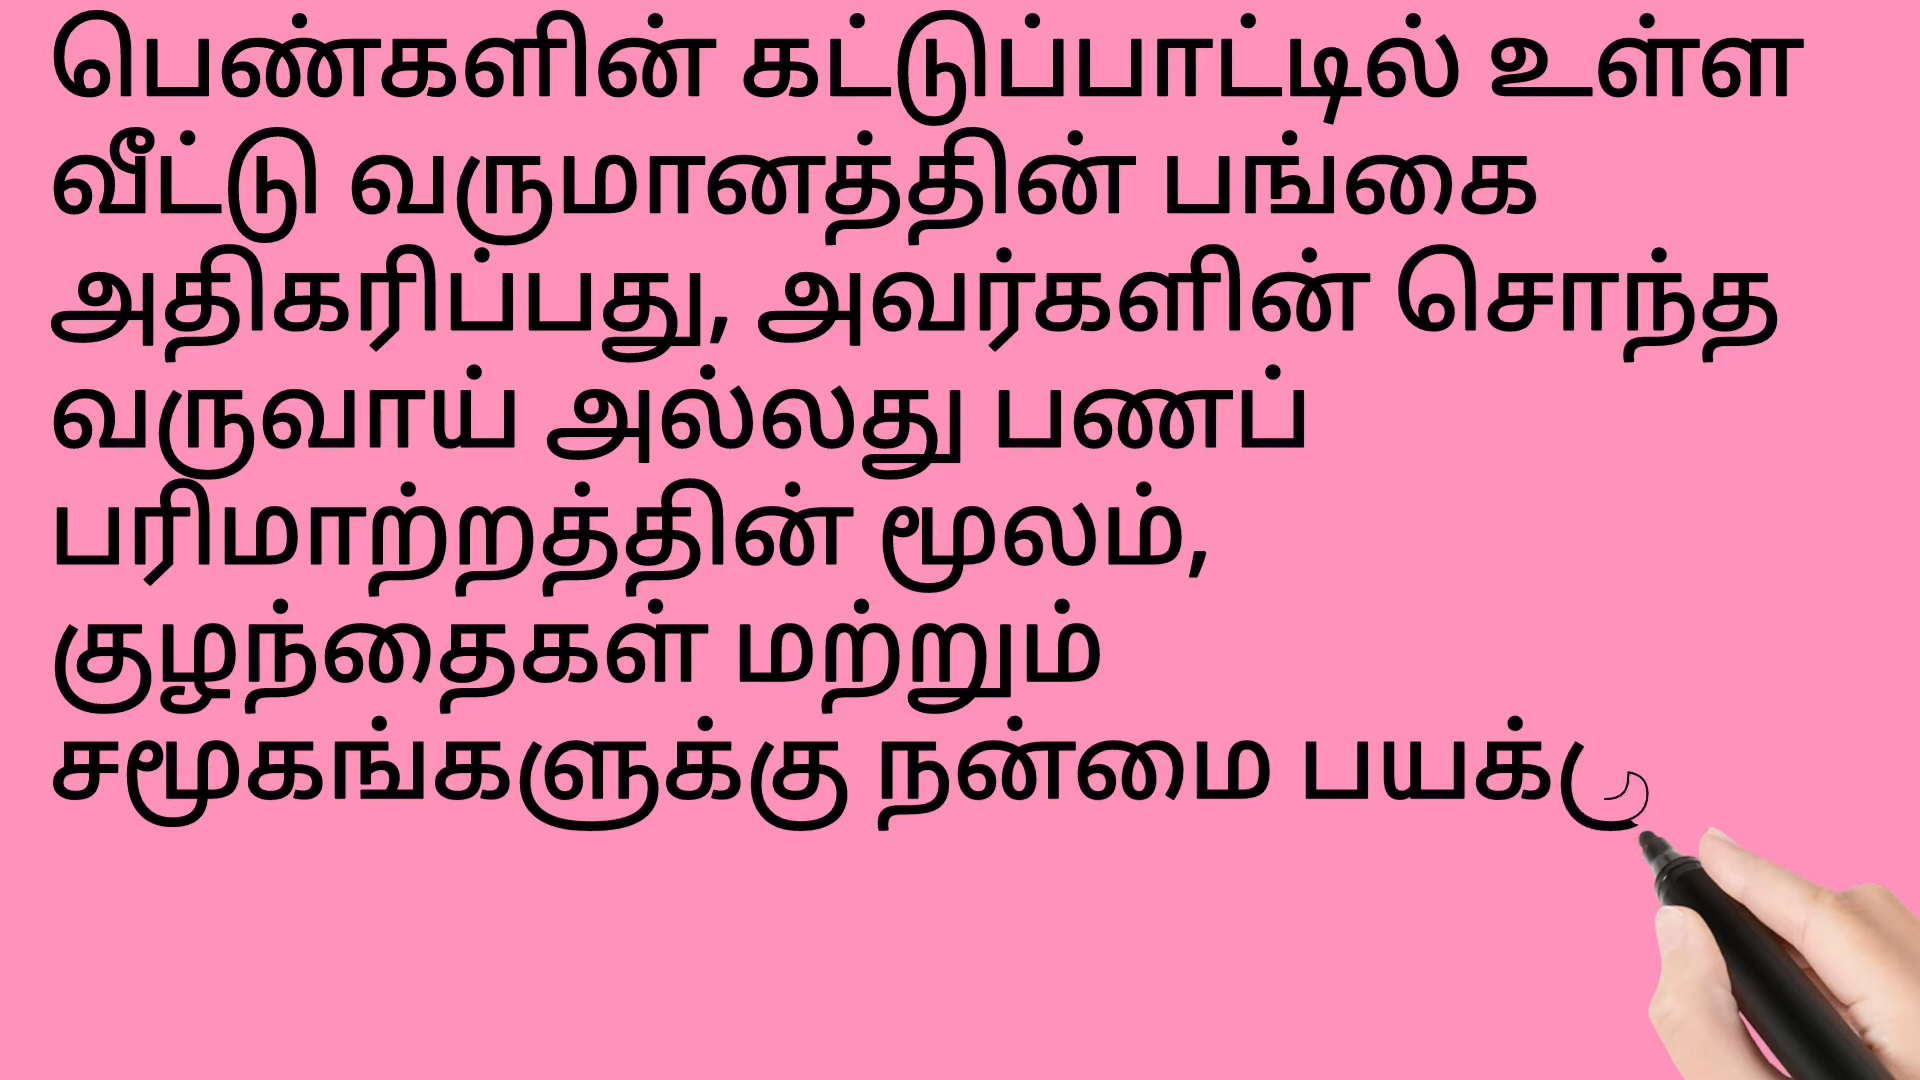 பெண்களின் கட்டுப்பாட்டில் உள்ள
வீட்டு வருமானத்தின் பங்கை
அதிகரிப்பது, அவர்களின் சொந்த
வருவாய் அல்லது பணப்
பரிமாற்றத்தின் மூலம்,
குழந்தைகள் மற்றும்
சமூகங்களுக்கு நன்மை